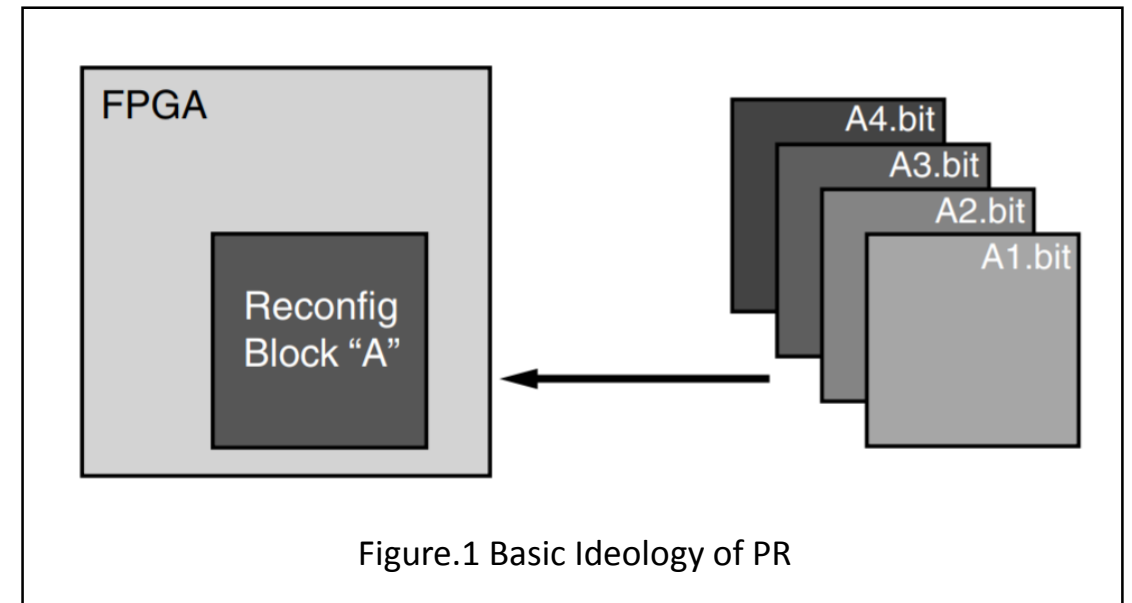 FPGA
Reconfig
Block “A”
A4.bit
A3.bit
A2.bit
A1.bit
Figure.1 Basic Ideology of PR